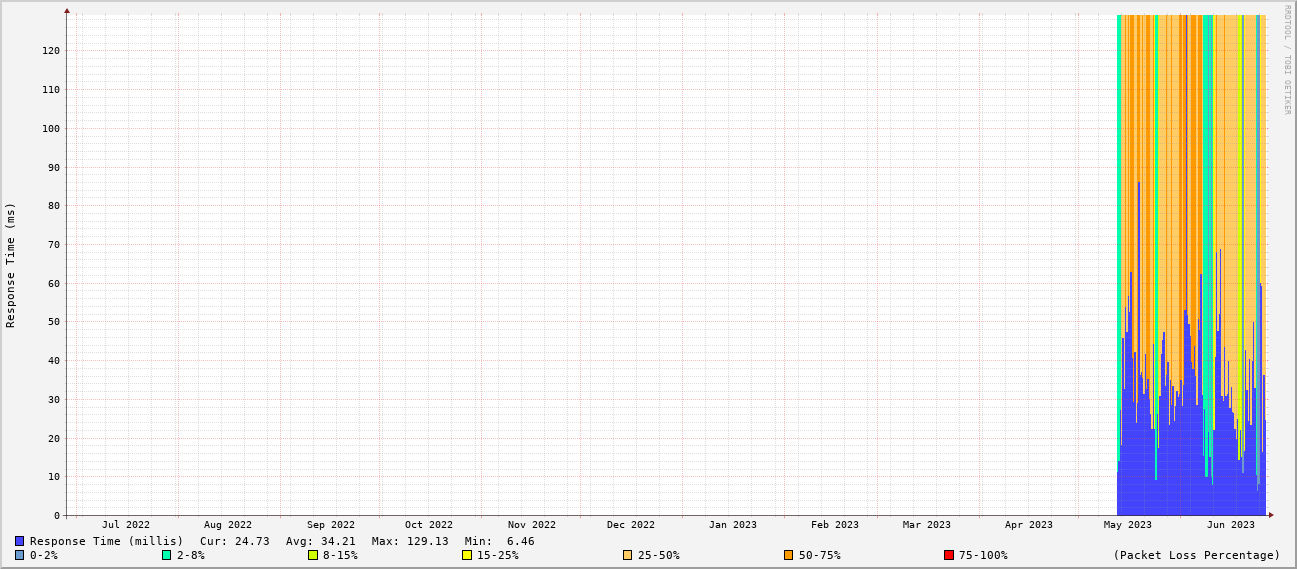 RRDTOOL / TOBI OETIKER
Response Time (ms)
120
110
100
90
80
70
60
50
40
30
20
10
0
Jul 2022 Aug 2022 Sep 2022 Oct 2022 Nov 2022 Dec 2022 Jan 2023 Feb 2023 Mar 2023 Apr 2023 May 2023 Jun 2023
Response Time (millis) Cur: 24.73 Avg: 34.21 Max: 129.13 Min: 6.46
0-2% 2-8% 8-15% 15-25% 25-50% 50-75% 75-100% (Packet Loss Percentage)